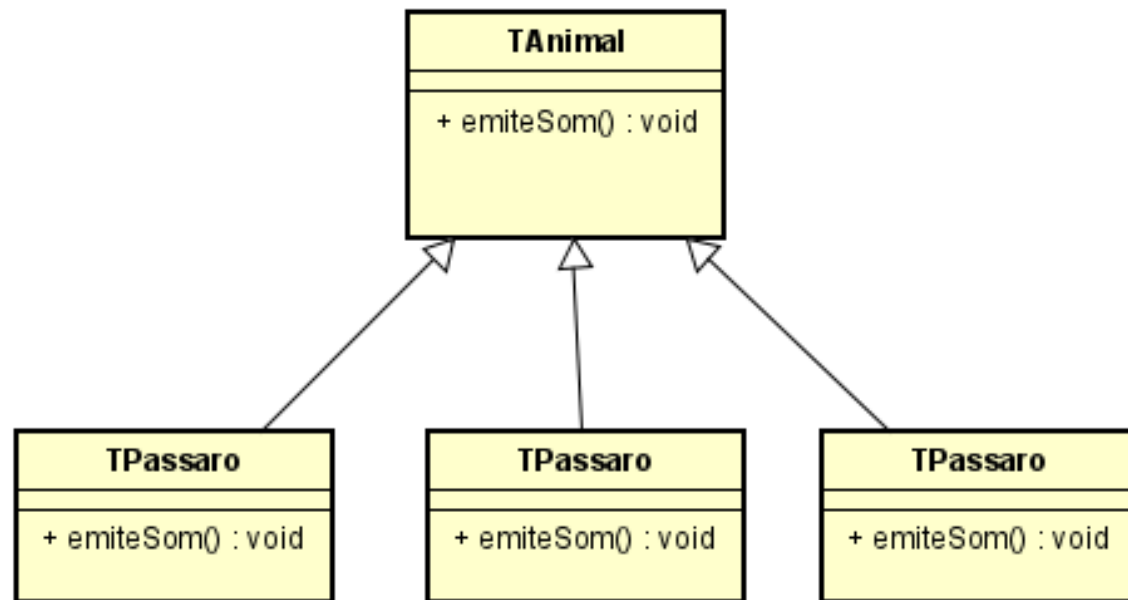 TAnimal
+ emiteSom() : void
TPassaro
+ emiteSom() : void
TPassaro
+ emiteSom() : void
TPassaro
+ emiteSom() : void